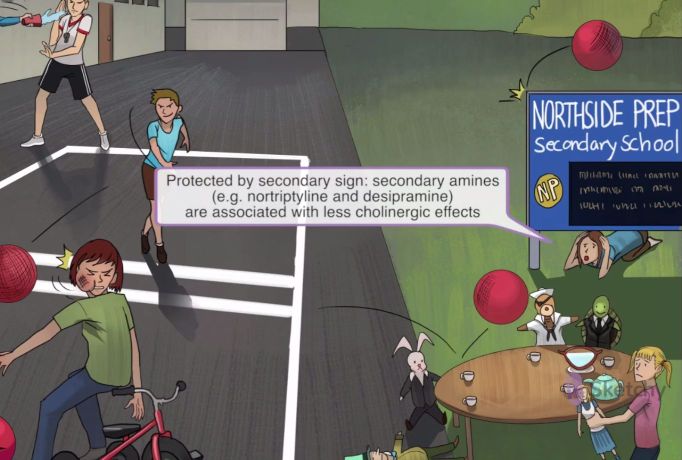 NORTHSIDE PREP
Secondary School
NP
Protected by secondary sign: secondary amines
(e.g. nortriptyline and desipramine)
are associated with less cholinergic effects